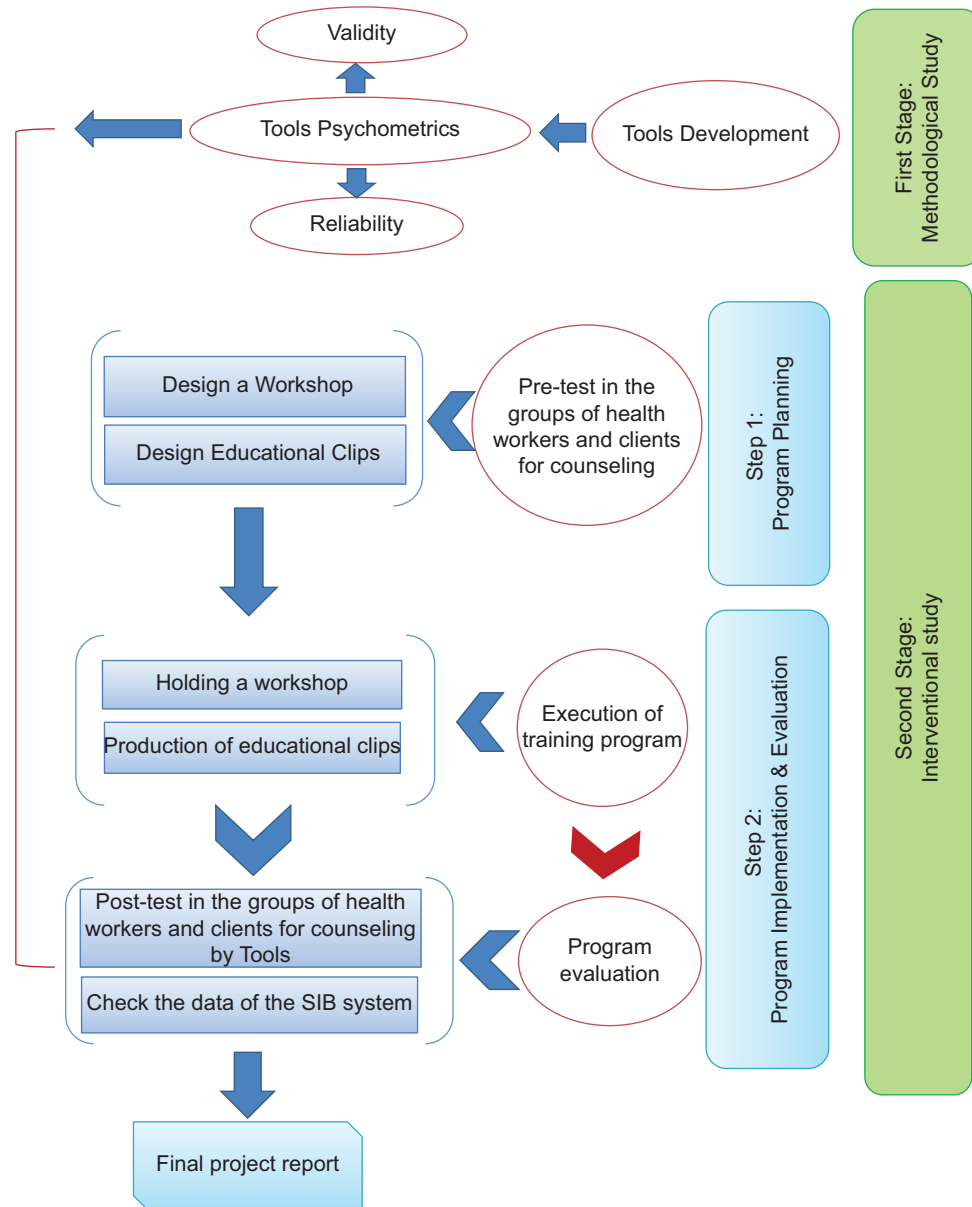 Validity
Tools Psychometrics
Tools Development
Reliability
First Stage:
Methodological Study
Design a Workshop
Design Educational Clips
Pre-test in the
groups of health
workers and clients
for counseling
Step 1:
Program Planning
Holding a workshop
Production of educational clips
Execution of
training program
Post-test in the groups of health
workers and clients for counseling
by Tools
Check the data of the SIB system
Program
evaluation
Step 2:
Program Implementation & Evaluation
Second Stage:
Interventional study
Final project report